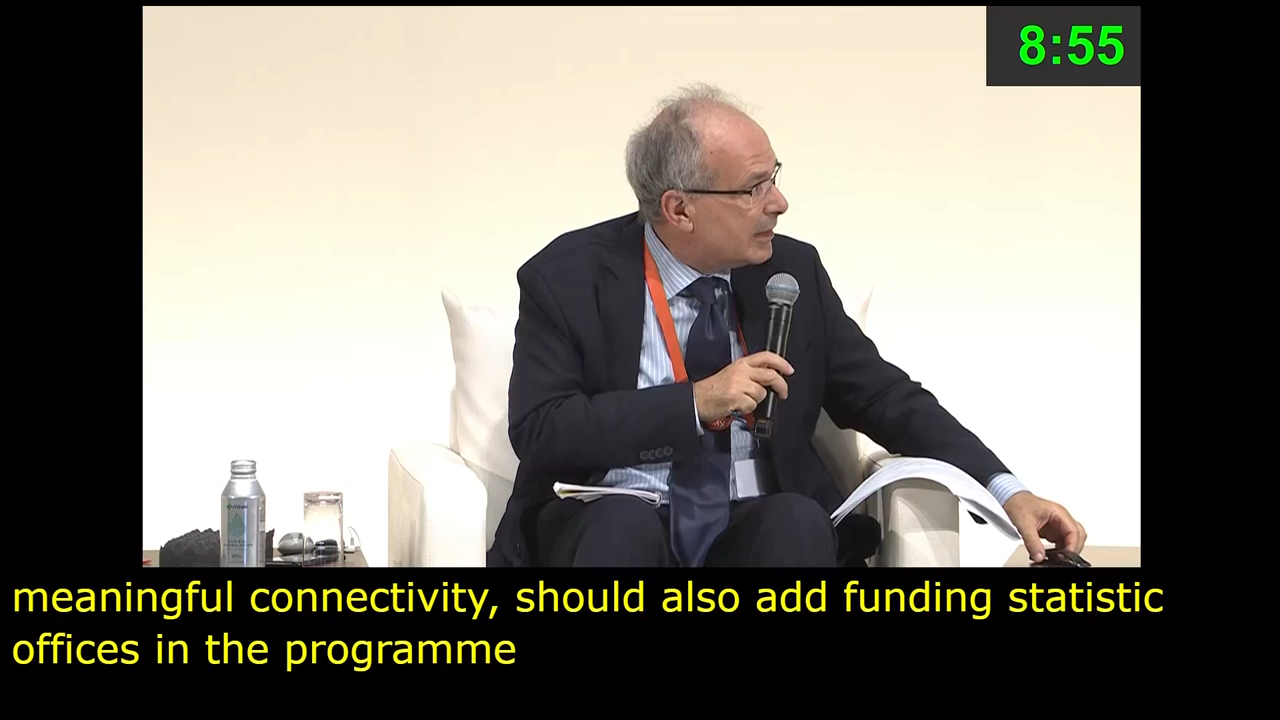 8:55
meaningful connectivity, should also add funding statistic
offices in the programme